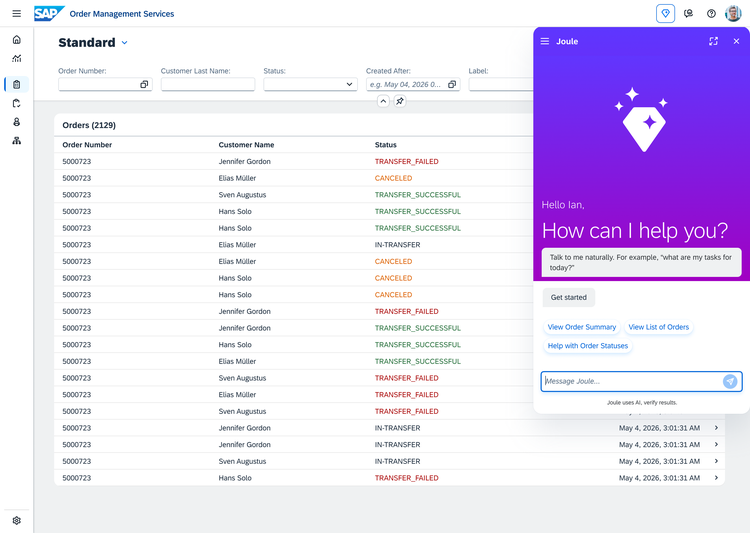 SAP Order Management Services
Standard
Order Number: Customer Last Name: Status: Created After: Label:
e.g. May 04, 2026 0...
Orders (2129)
Order Number Customer Name Status
5000723 Jennifer Gordon TRANSFER_FAILED
5000723 Elias Müller CANCELED
5000723 Sven Augustus TRANSFER_SUCCESSFUL
5000723 Hans Solo TRANSFER_SUCCESSFUL
5000723 Hans Solo TRANSFER_SUCCESSFUL
5000723 Elias Müller IN-TRANSFER
5000723 Elias Müller CANCELED
5000723 Hans Solo CANCELED
5000723 Hans Solo CANCELED
5000723 Jennifer Gordon TRANSFER_FAILED
5000723 Jennifer Gordon TRANSFER_SUCCESSFUL
5000723 Hans Solo TRANSFER_SUCCESSFUL
5000723 Elias Müller TRANSFER_SUCCESSFUL
5000723 Sven Augustus TRANSFER_FAILED
5000723 Hans Solo TRANSFER_FAILED
5000723 Sven Augustus TRANSFER_FAILED
5000723 Jennifer Gordon IN-TRANSFER May 4, 2026, 3:01:31 AM
5000723 Jennifer Gordon IN-TRANSFER May 4, 2026, 3:01:31 AM
5000723 Sven Augustus IN-TRANSFER May 4, 2026, 3:01:31 AM
5000723 Hans Solo TRANSFER_FAILED May 4, 2026, 3:01:31 AM
Joule
Hello Ian,
How can I help you?
Talk to me naturally. For example, "what are my tasks for
today?"
Get started
View Order Summary View List of Orders
Help with Order Statuses
Message Joule...
Joule uses AI, verify results.